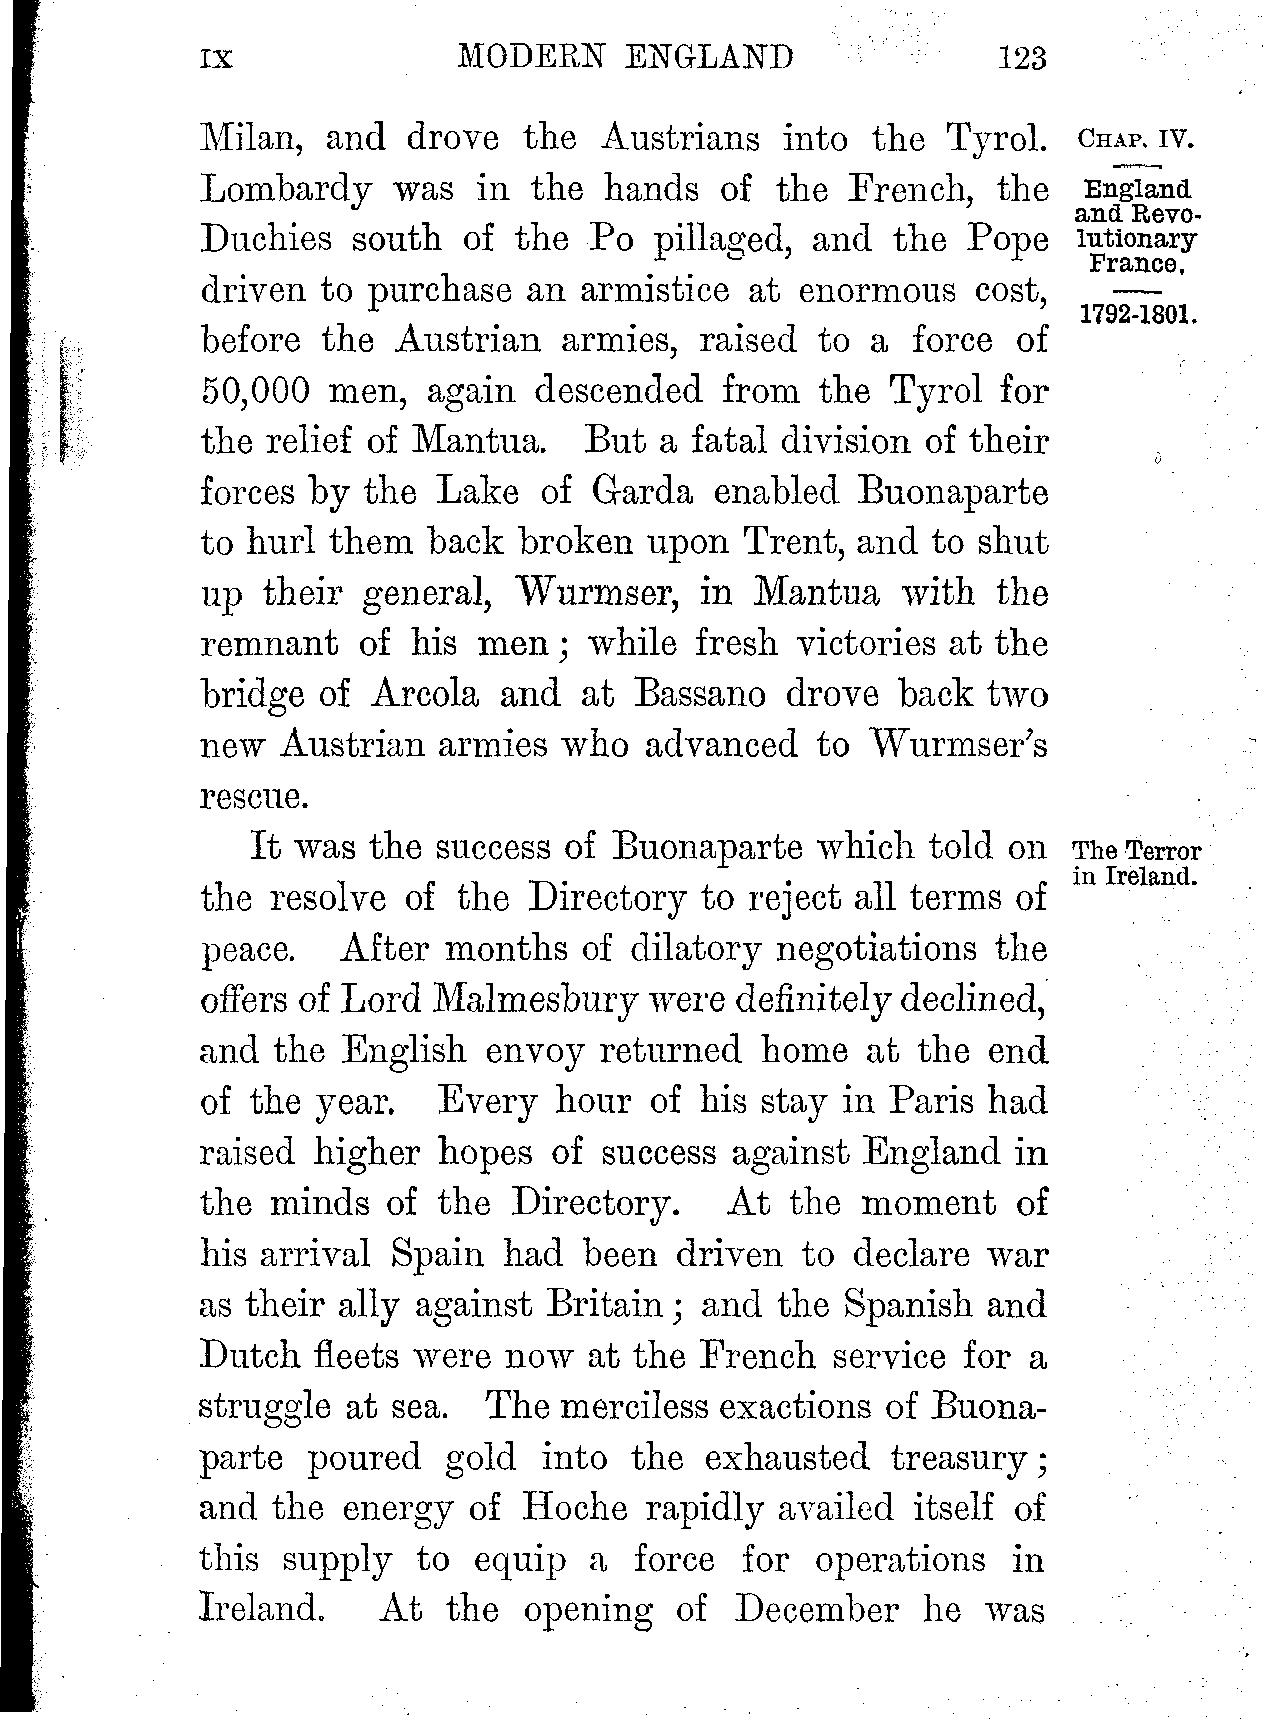 IX MODERN ENGLAND 123
Milan, and drove the Austrians into the Tyrol.
Lombardy was in the hands of the French, the
Duchies south of the Po pillaged, and the Pope
driven to purchase an armistice at enormous cost,
before the Austrian armies, raised to a force of
50,000 men, again descended from the Tyrol for
the relief of Mantua. But a fatal division of their
forces by the Lake of Garda enabled Buonaparte
to hurl them back broken upon Trent, and to shut
up their general, Wurmser, in Mantua with the
remnant of his men; while fresh victories at the
bridge of Arcola and at Bassano drove back two
new Austrian armies who advanced to Wurmser's
rescue.
CHAP. IV.
England
and Revo-
lutionary
France.
1792-1801.
It was the success of Buonaparte which told on
the resolve of the Directory to reject all terms of
peace. After months of dilatory negotiations the
offers of Lord Malmesbury were definitely declined,
and the English envoy returned home at the end
of the year. Every hour of his stay in Paris had
raised higher hopes of success against England in
the minds of the Directory. At the moment of
his arrival Spain had been driven to declare war
as their ally against Britain; and the Spanish and
Dutch fleets were now at the French service for a
struggle at sea. The merciless exactions of Buona-
parte poured gold into the exhausted treasury;
and the energy of Hoche rapidly availed itself of
this supply to equip a force for operations in
Ireland. At the opening of December he was
The Terror
in Ireland.